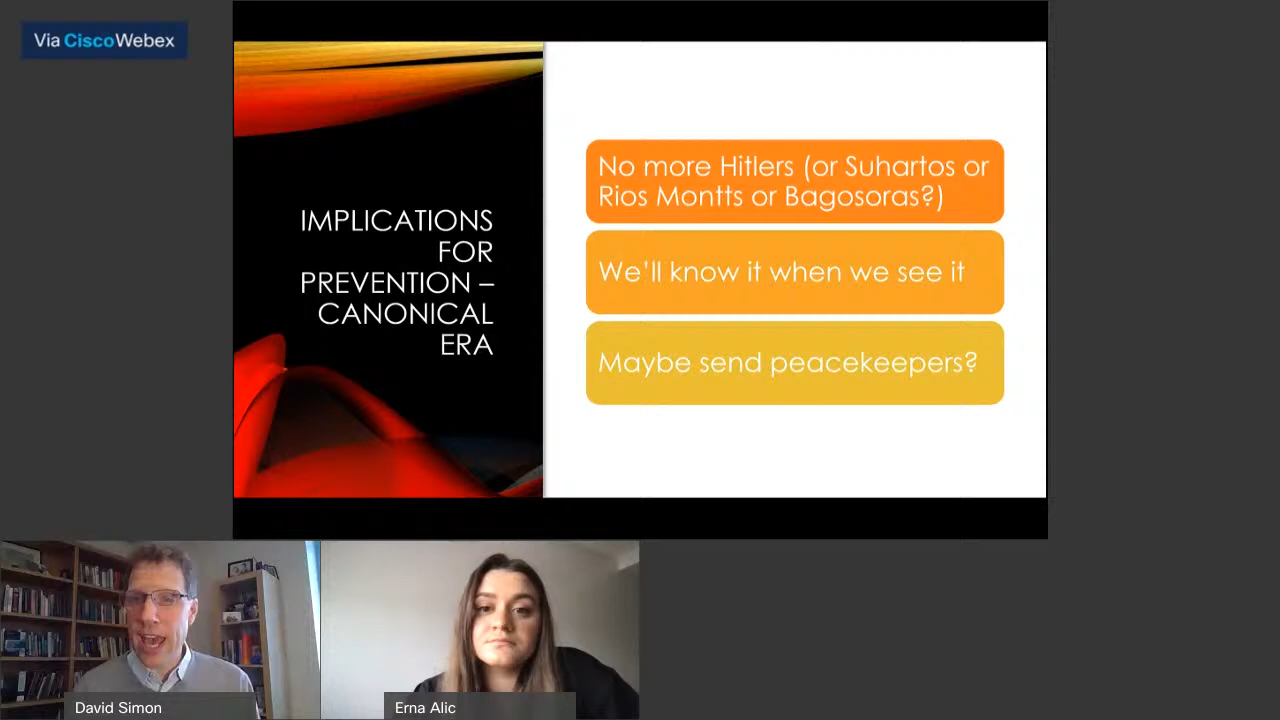 Via CiscoWebex
IMPLICATIONS
FOR
PREVENTION –
CANONICAL
ERA
No more Hitlers (or Suhartos or
Rios Montts or Bagosoras?)
We'll know it when we see it
Maybe send peacekeepers?
David Simon
Erna Alic